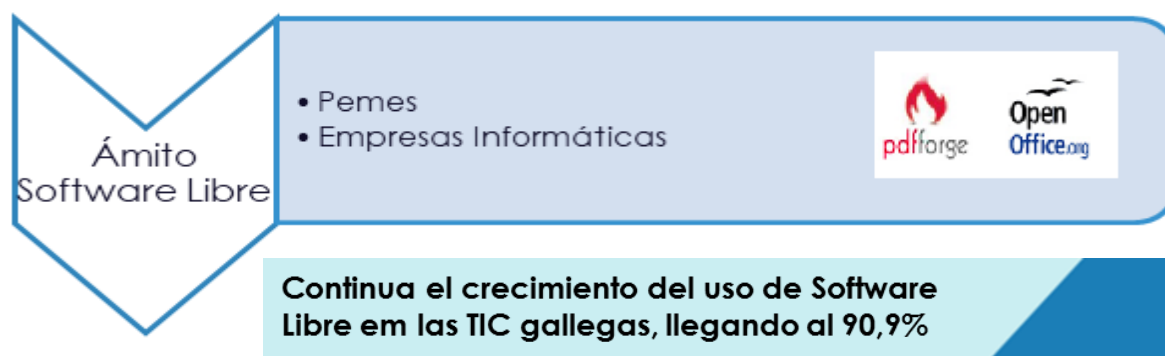 Ámito
Software Libre
• Pemes
• Empresas Informáticas
pdfforge
Open
Office.org
Continua el crecimiento del uso de Software
Libre em las TIC gallegas, llegando al 90,9%